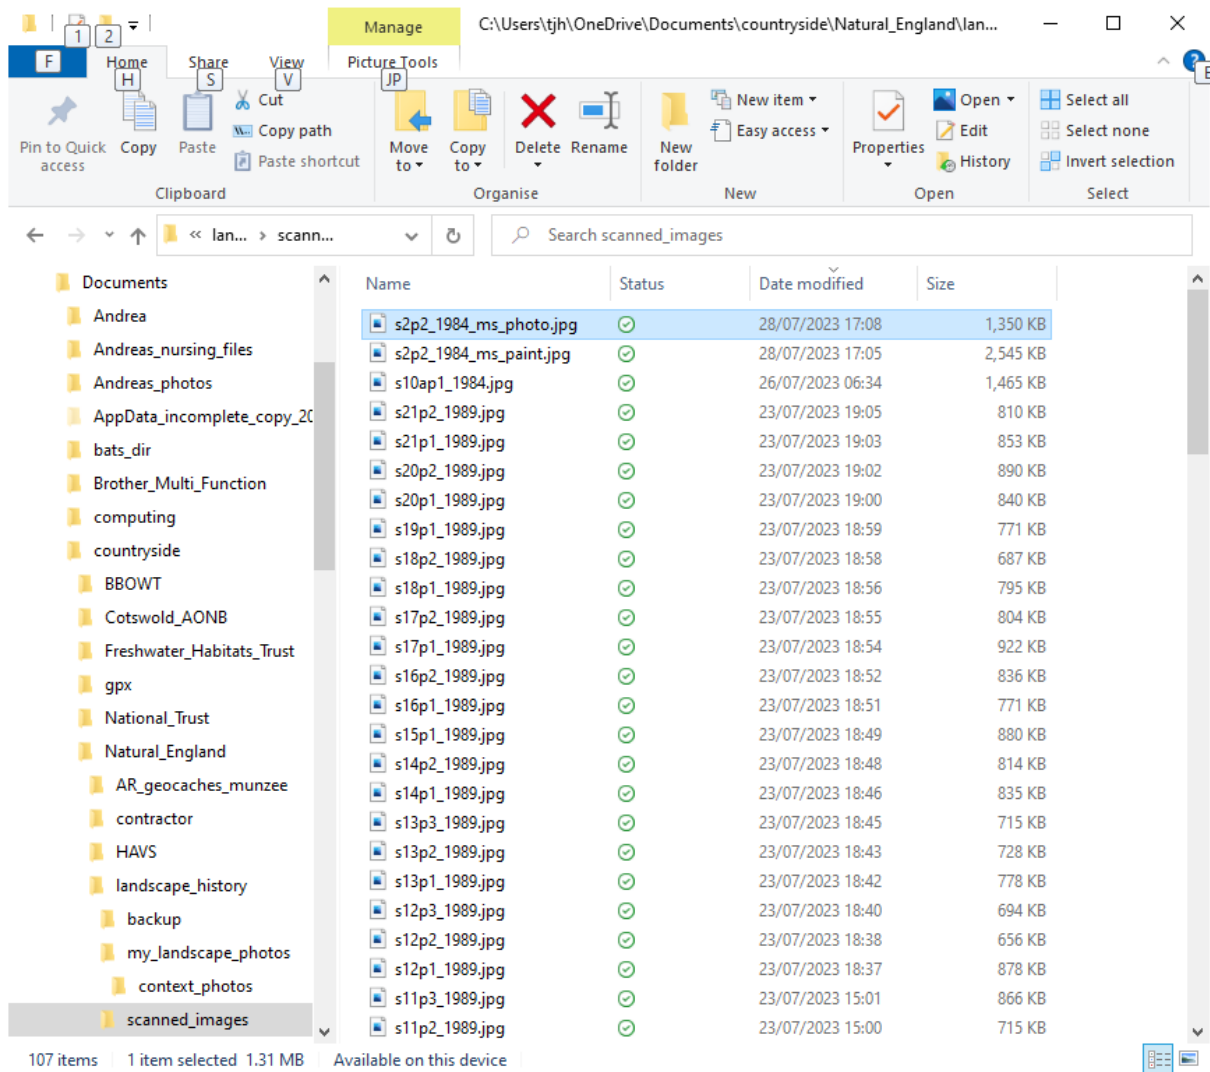 Manage C:\Users\tjh\OneDrive\Documents\countryside\Natural_England\lan...
1 2
Home Share View Picture Tools
F H S V JP
Pin to Quick access
Copy
Paste
Cut
Copy path
Paste shortcut
Move to
Copy to
Delete
Rename
New folder
New item
Easy access
Properties
Open
Edit
History
Select all
Select none
Invert selection
Clipboard Organise New Open Select
« lan... > scann...
Search scanned_images
Documents
Andrea
Andreas_nursing_files
Andreas_photos
AppData_incomplete_copy_20
bats_dir
Brother_Multi_Function
computing
countryside
BBOWT
Cotswold_AONB
Freshwater_Habitats_Trust
gpx
National_Trust
Natural_England
AR_geocaches_munzee
contractor
HAVS
landscape_history
backup
my_landscape_photos
context_photos
scanned_images
Name Status Date modified Size
s2p2_1984_ms_photo.jpg 28/07/2023 17:08 1,350 KB
s2p2_1984_ms_paint.jpg 28/07/2023 17:05 2,545 KB
s10ap1_1984.jpg 26/07/2023 06:34 1,465 KB
s21p2_1989.jpg 23/07/2023 19:05 810 KB
s21p1_1989.jpg 23/07/2023 19:03 853 KB
s20p2_1989.jpg 23/07/2023 19:02 890 KB
s20p1_1989.jpg 23/07/2023 19:00 840 KB
s19p1_1989.jpg 23/07/2023 18:59 771 KB
s18p2_1989.jpg 23/07/2023 18:58 687 KB
s18p1_1989.jpg 23/07/2023 18:56 795 KB
s17p2_1989.jpg 23/07/2023 18:55 804 KB
s17p1_1989.jpg 23/07/2023 18:54 922 KB
s16p2_1989.jpg 23/07/2023 18:52 836 KB
s16p1_1989.jpg 23/07/2023 18:51 771 KB
s15p1_1989.jpg 23/07/2023 18:49 880 KB
s14p2_1989.jpg 23/07/2023 18:48 814 KB
s14p1_1989.jpg 23/07/2023 18:46 835 KB
s13p3_1989.jpg 23/07/2023 18:45 715 KB
s13p2_1989.jpg 23/07/2023 18:43 728 KB
s13p1_1989.jpg 23/07/2023 18:42 778 KB
s12p3_1989.jpg 23/07/2023 18:40 694 KB
s12p2_1989.jpg 23/07/2023 18:38 656 KB
s12p1_1989.jpg 23/07/2023 18:37 878 KB
s11p3_1989.jpg 23/07/2023 15:01 866 KB
s11p2_1989.jpg 23/07/2023 15:00 715 KB
107 items 1 item selected 1.31 MB Available on this device